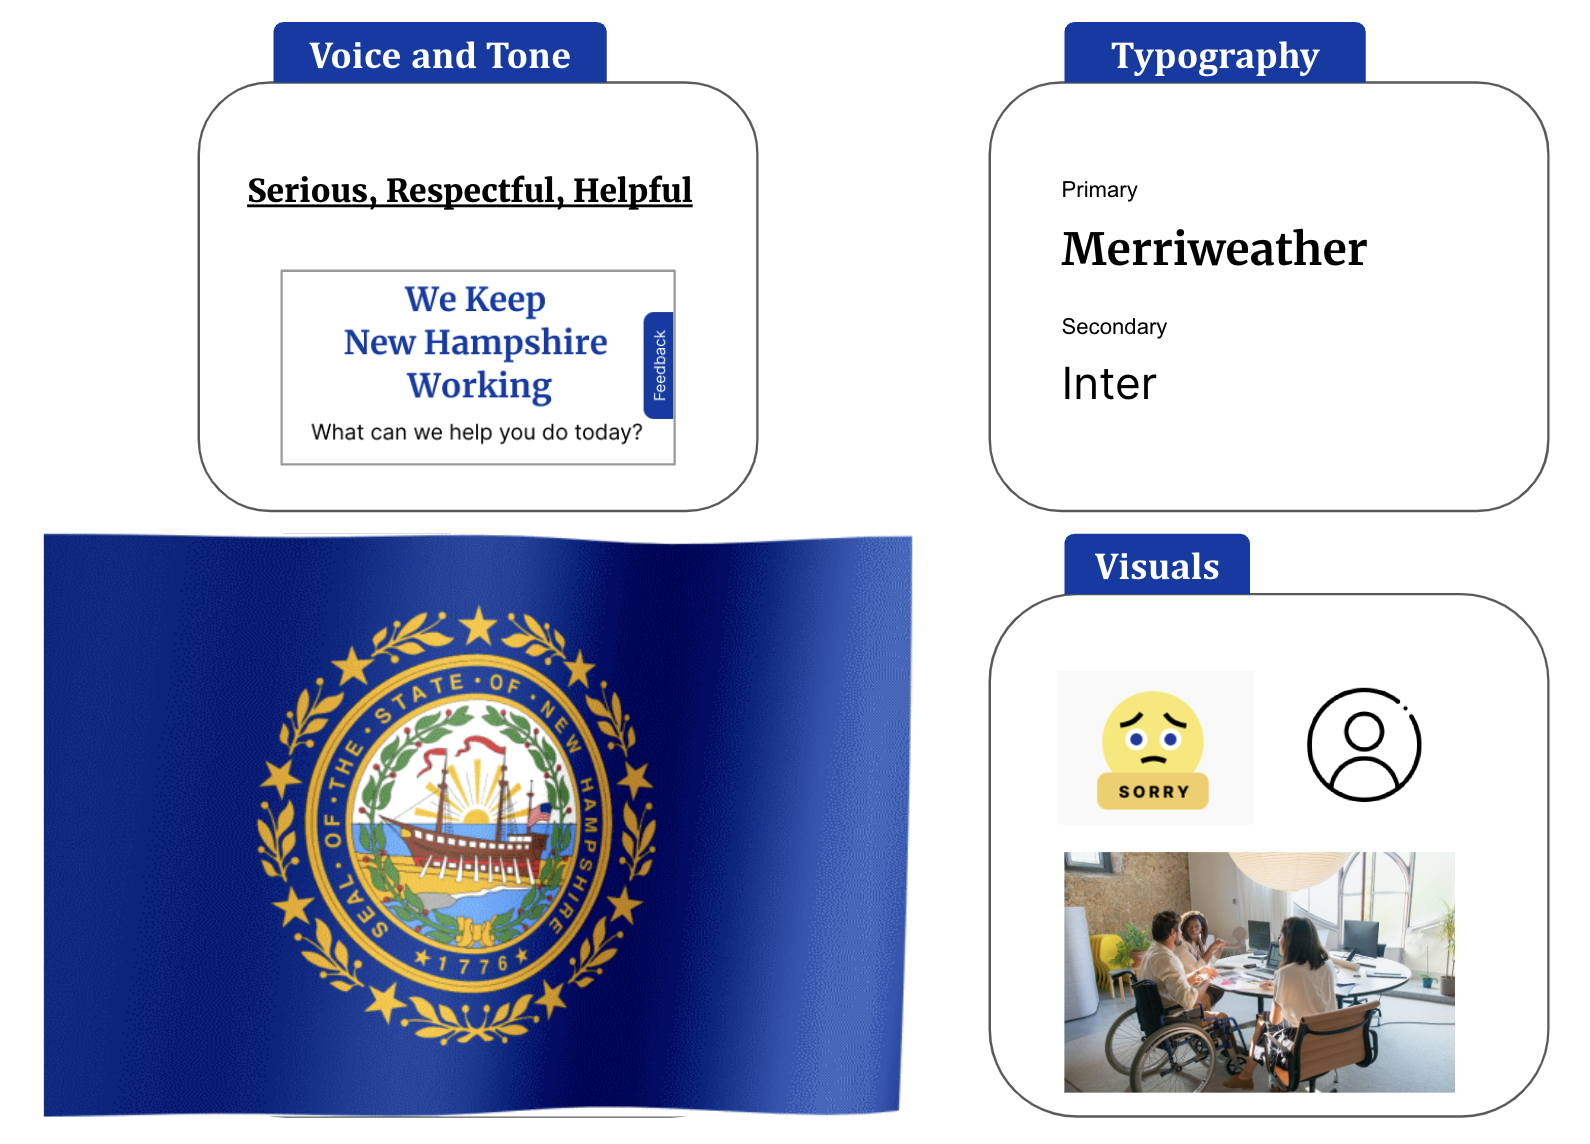 Voice and Tone
Serious, Respectful, Helpful
We Keep
New Hampshire
Working
What can we help you do today?
Feedback
Typography
Primary
Merriweather
Secondary
Inter
SEAL · OF · THE · STATE · OF · NEW HAMPSHIRE
1776
Visuals
SORRY